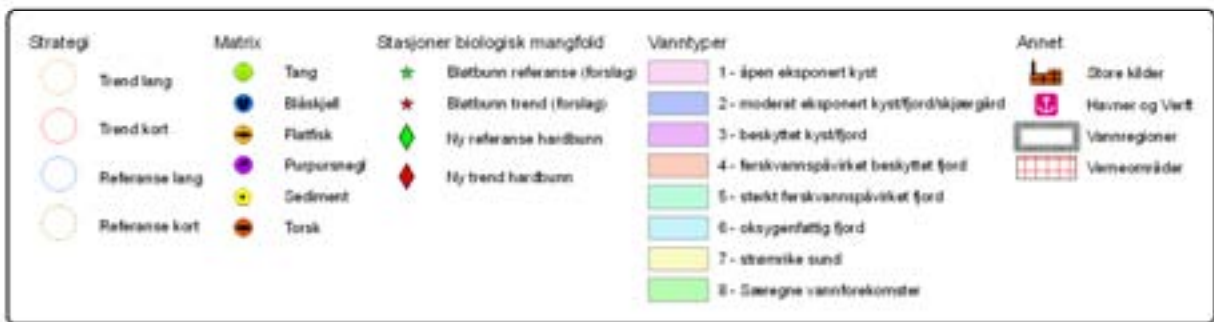 Strategi
Trend lang
Trend kort
Referanse lang
Referanse kort
Matrix
Tang
Blåskjell
Flatfisk
Purpursnegl
Sediment
Torsk
Stasjoner biologisk mangfold
Bløtbunn referanse (forslag)
Bløtbunn trend (forslag)
Ny referanse hardbunn
Ny trend hardbunn
Vanntyper
1 - åpen eksponert kyst
2 - moderat eksponert kyst/fjord/skjærgård
3 - beskyttet kyst/fjord
4 - ferskvannspåvirket beskyttet fjord
5 - sterkt ferskvannspåvirket fjord
6 - oksygenfattig fjord
7 - strømrike sund
8 - Særegne vannforekomster
Annet
Store kilder
Havner og Verft
Vannregioner
Verneområder